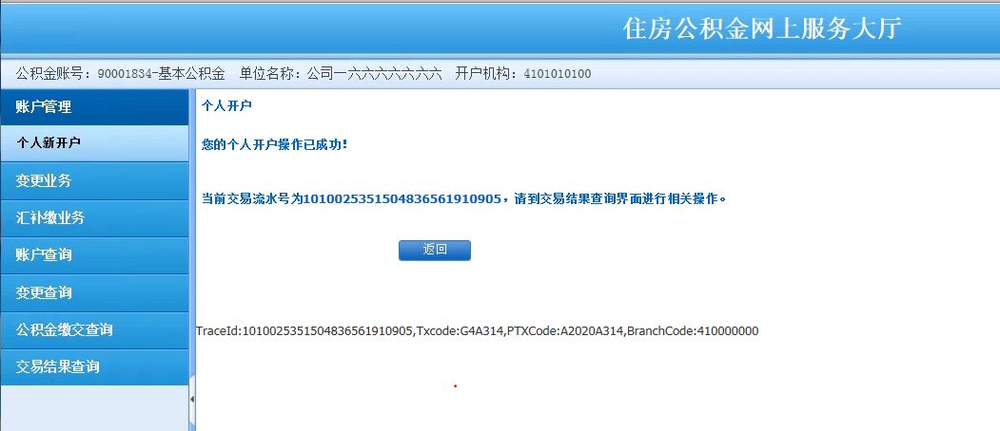 住房公积金网上服务大厅
公积金账号：90001834-基本公积金 单位名称：公司一六六六六六六六 开户机构：4101010100
账户管理
个人新开户
变更业务
汇补缴业务
账户查询
变更查询
公积金缴交查询
交易结果查询
个人开户
您的个人开户操作已成功！
当前交易流水号为1010025351504836561910905，请到交易结果查询界面进行相关操作。
返回
TraceId:1010025351504836561910905,Txcode:G4A314,PTXCode:A2020A314,BranchCode:410000000